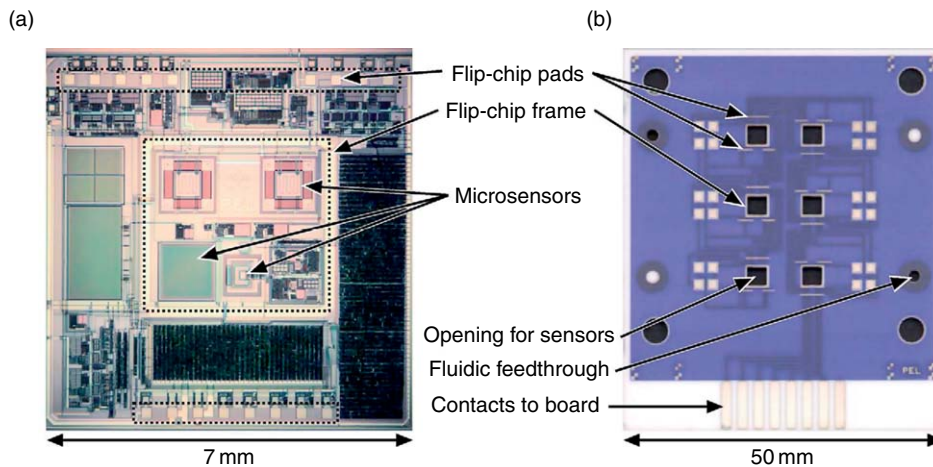 (a)
(b)
Flip-chip pads
Flip-chip frame
Microsensors
Opening for sensors
Fluidic feedthrough
PEL
Contacts to board
7 mm
50 mm